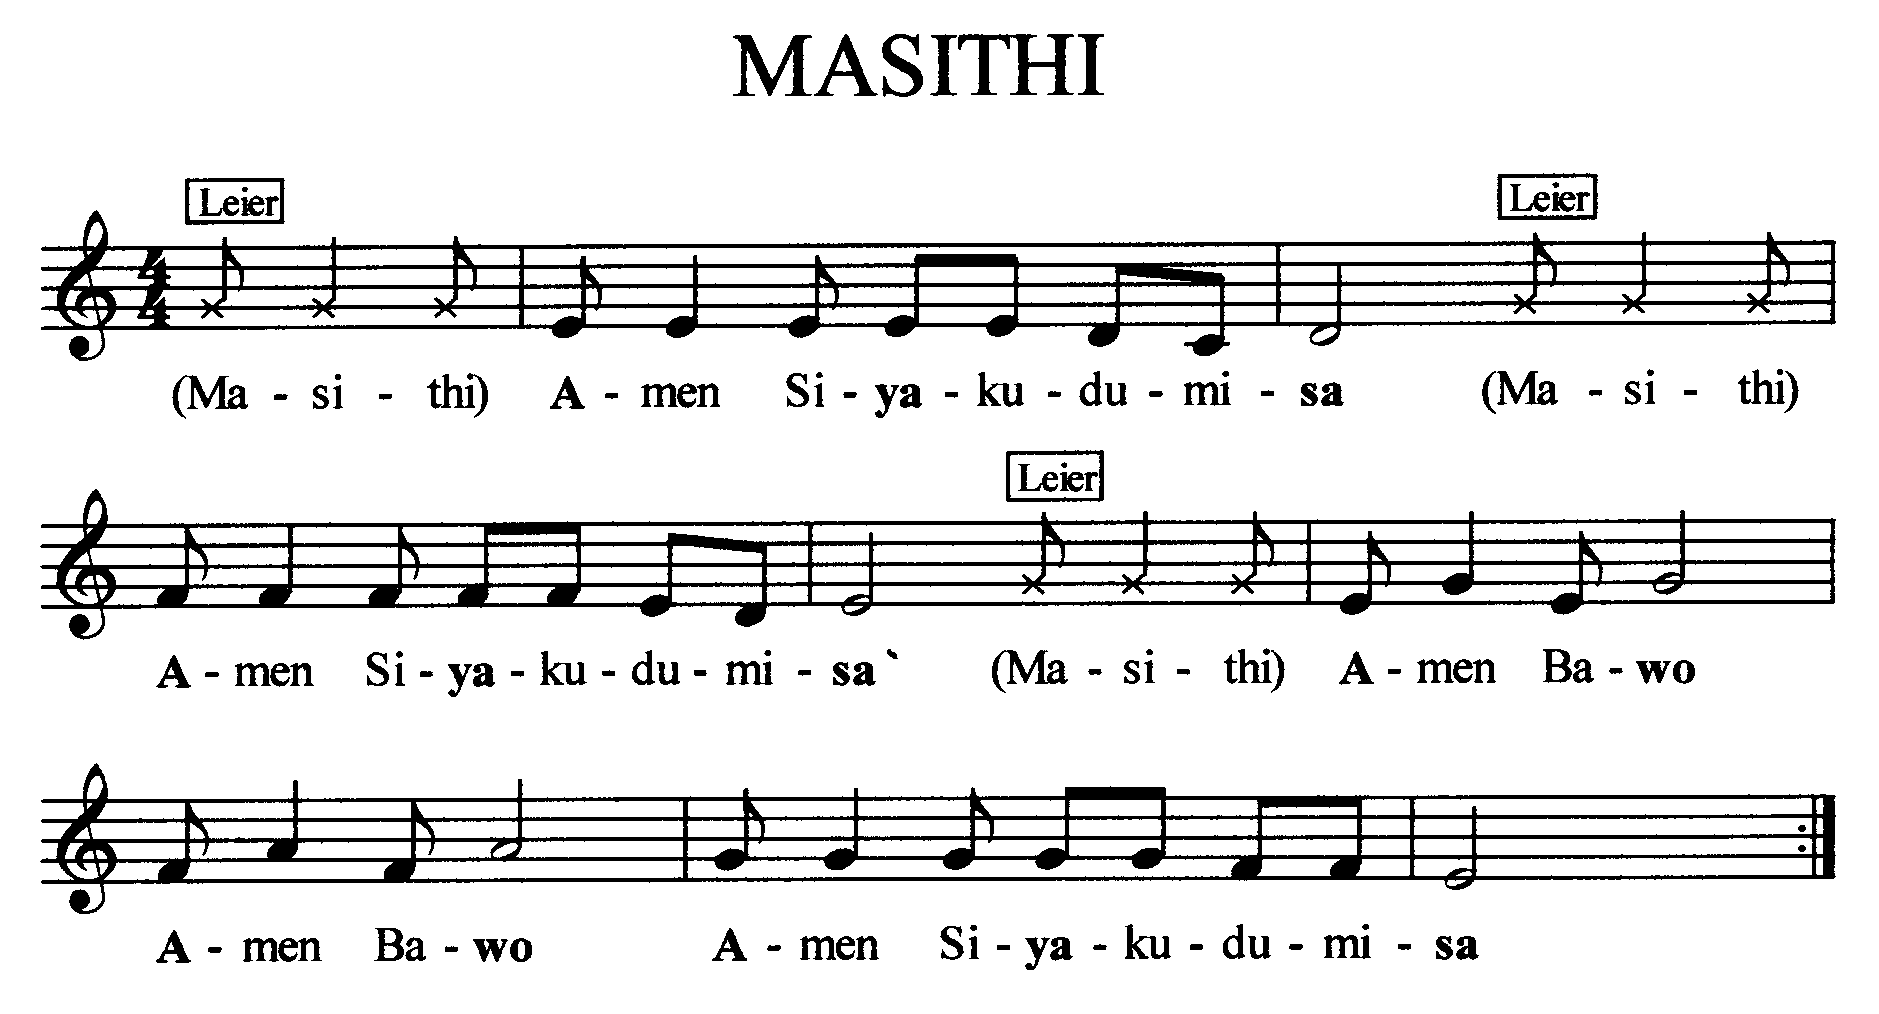 MASITHI
Leier Leier
(Ma - si - thi) A - men Si - ya - ku - du - mi - sa (Ma - si - thi)
Leier
A - men Si - ya - ku - du - mi - sa` (Ma - si - thi) A - men Ba - wo
A - men Ba - wo A - men Si - ya - ku - du - mi - sa